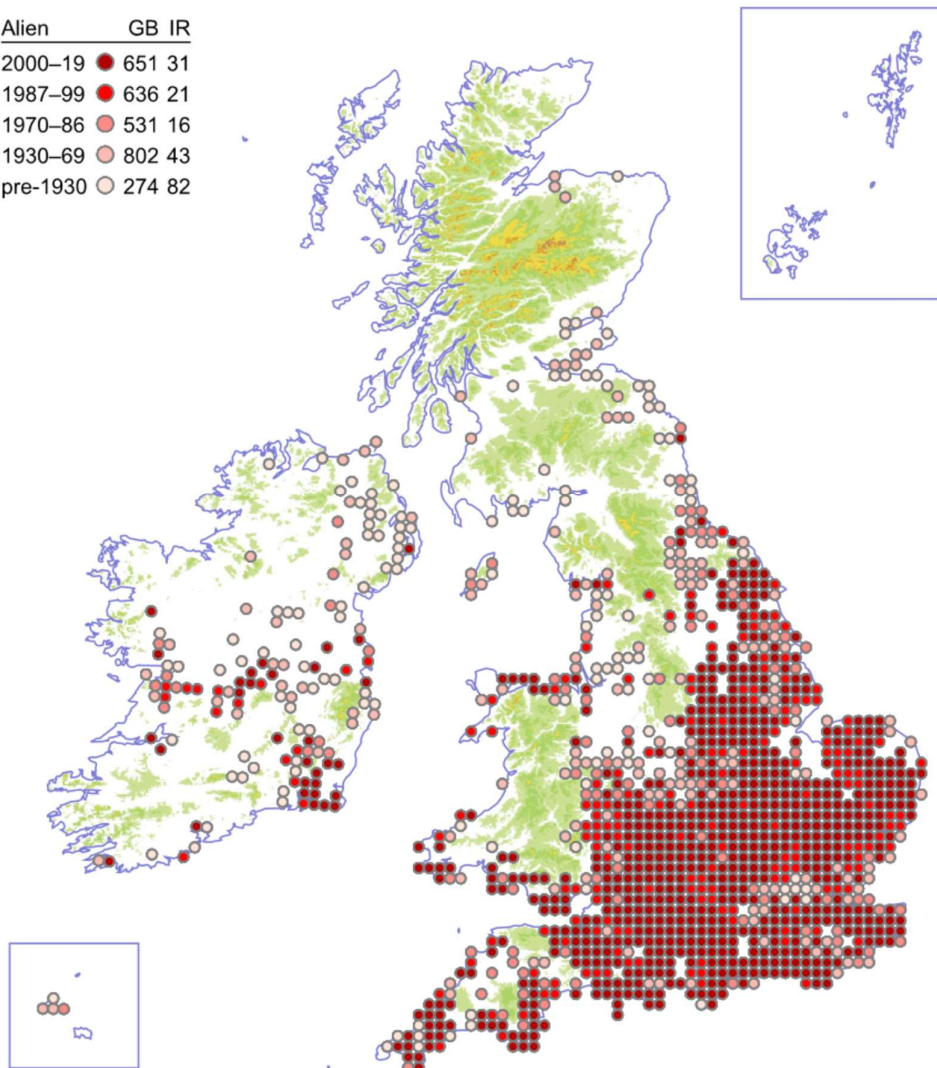 Alien GB IR
2000–19 651 31
1987–99 636 21
1970–86 531 16
1930–69 802 43
pre-1930 274 82